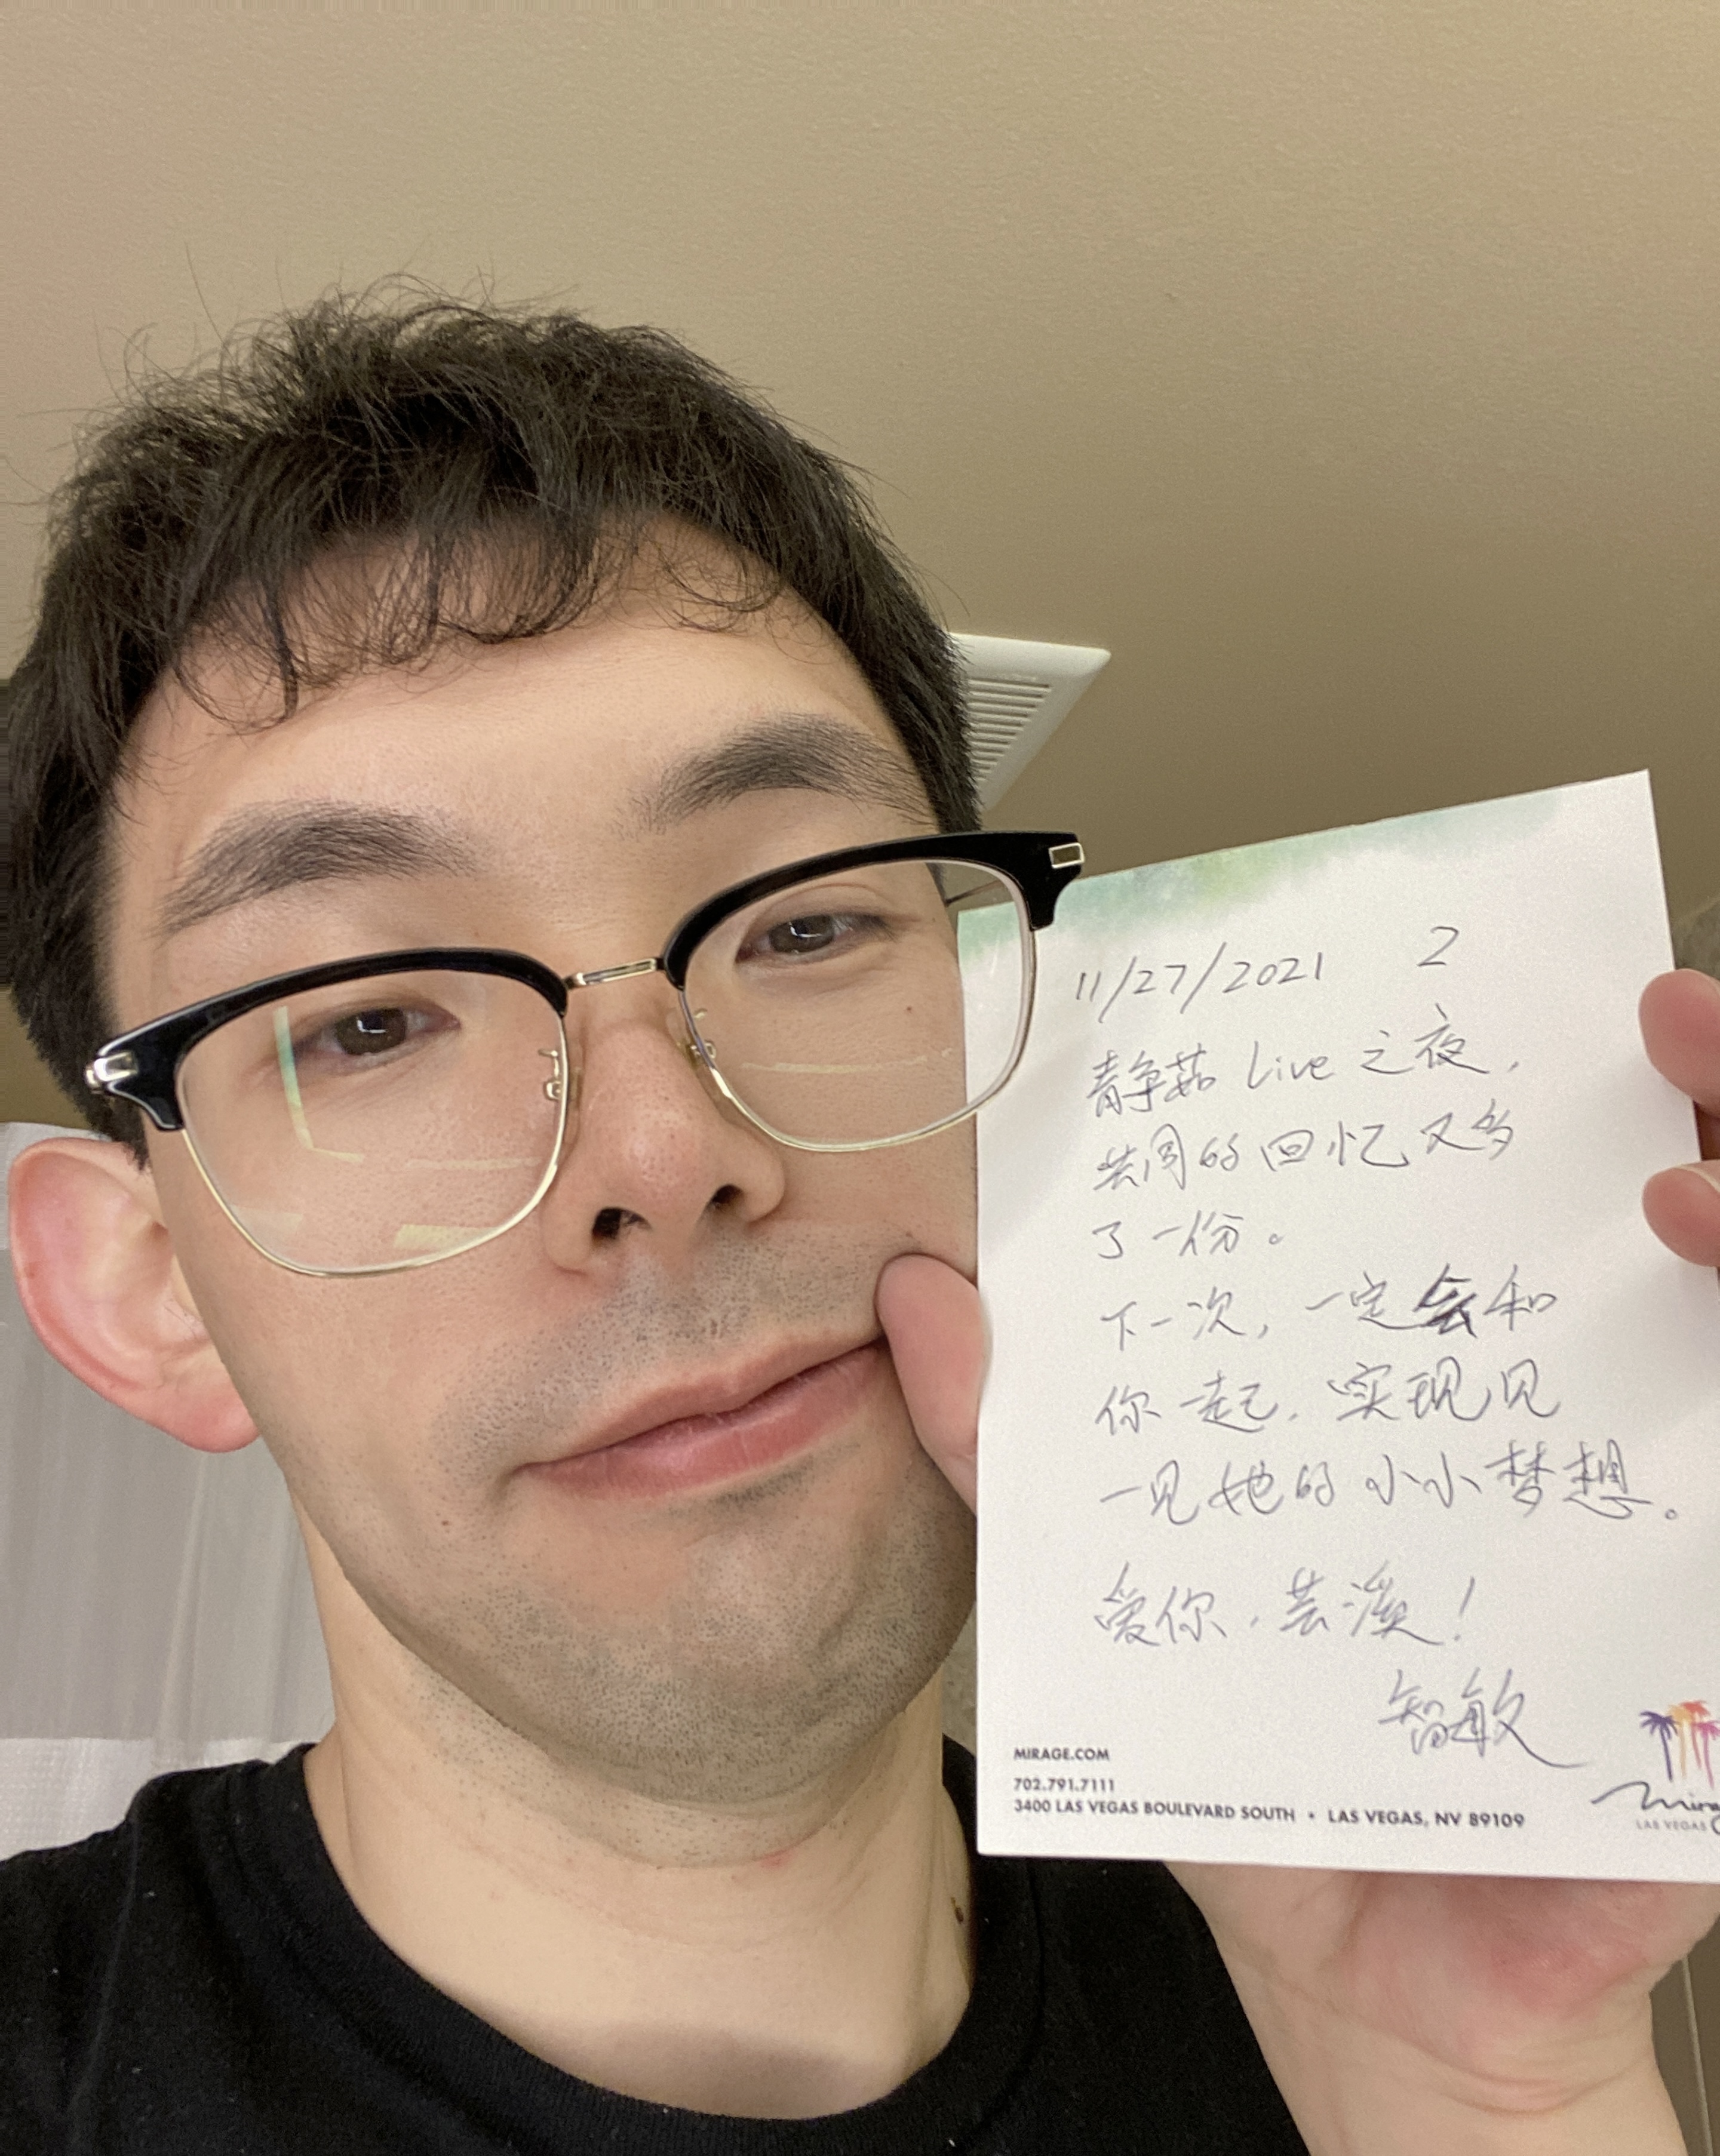 11/27/2021 2
静茹 Live 之夜,
共同的回忆又多
了一份。
下一次, 一定会和
你一起, 实现见
一见她的小小梦想。
爱你, 芸溪!
智敏
MIRAGE.COM
702.791.7111
3400 LAS VEGAS BOULEVARD SOUTH • LAS VEGAS, NV 89109
LAS VEGAS